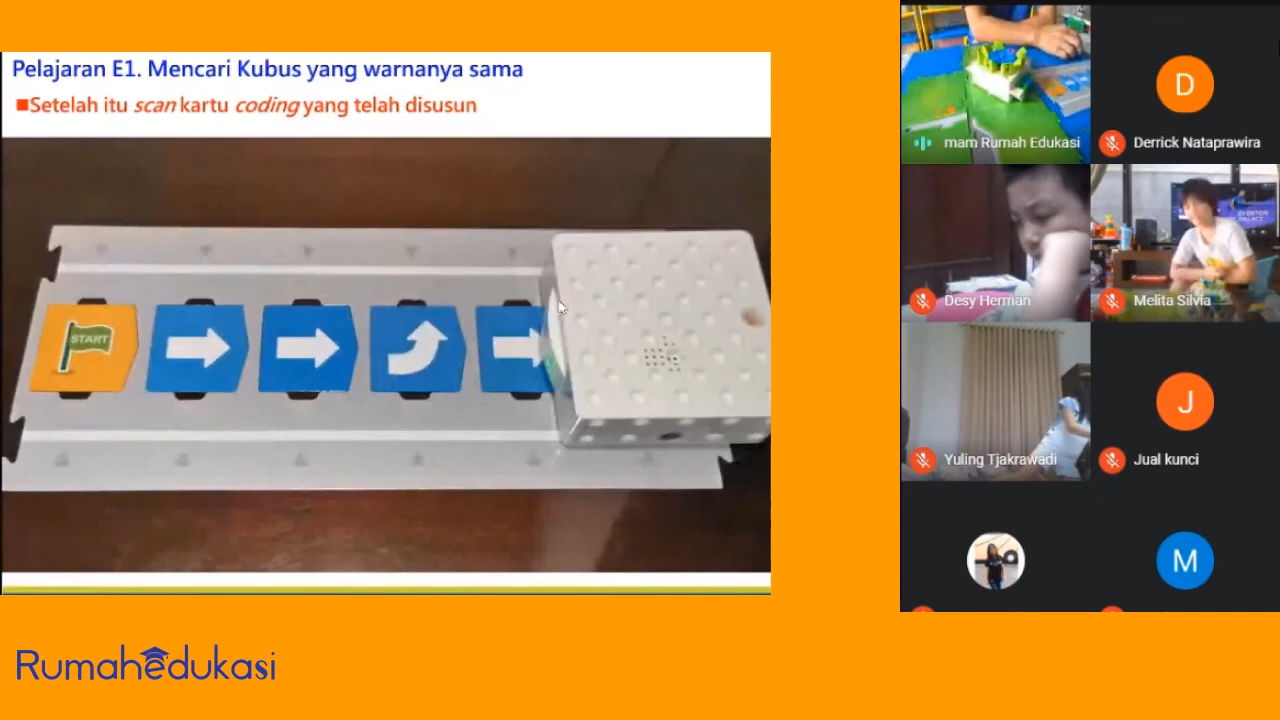 Pelajaran E1. Mencari Kubus yang warnanya sama
■Setelah itu scan kartu coding yang telah disusun
START
RumahEdukasi
mam Rumah Edukasi
D
Derrick Nataprawira
Desy Herman
Melita Silvia
Yuling Tjakrawadi
J
Jual kunci
M